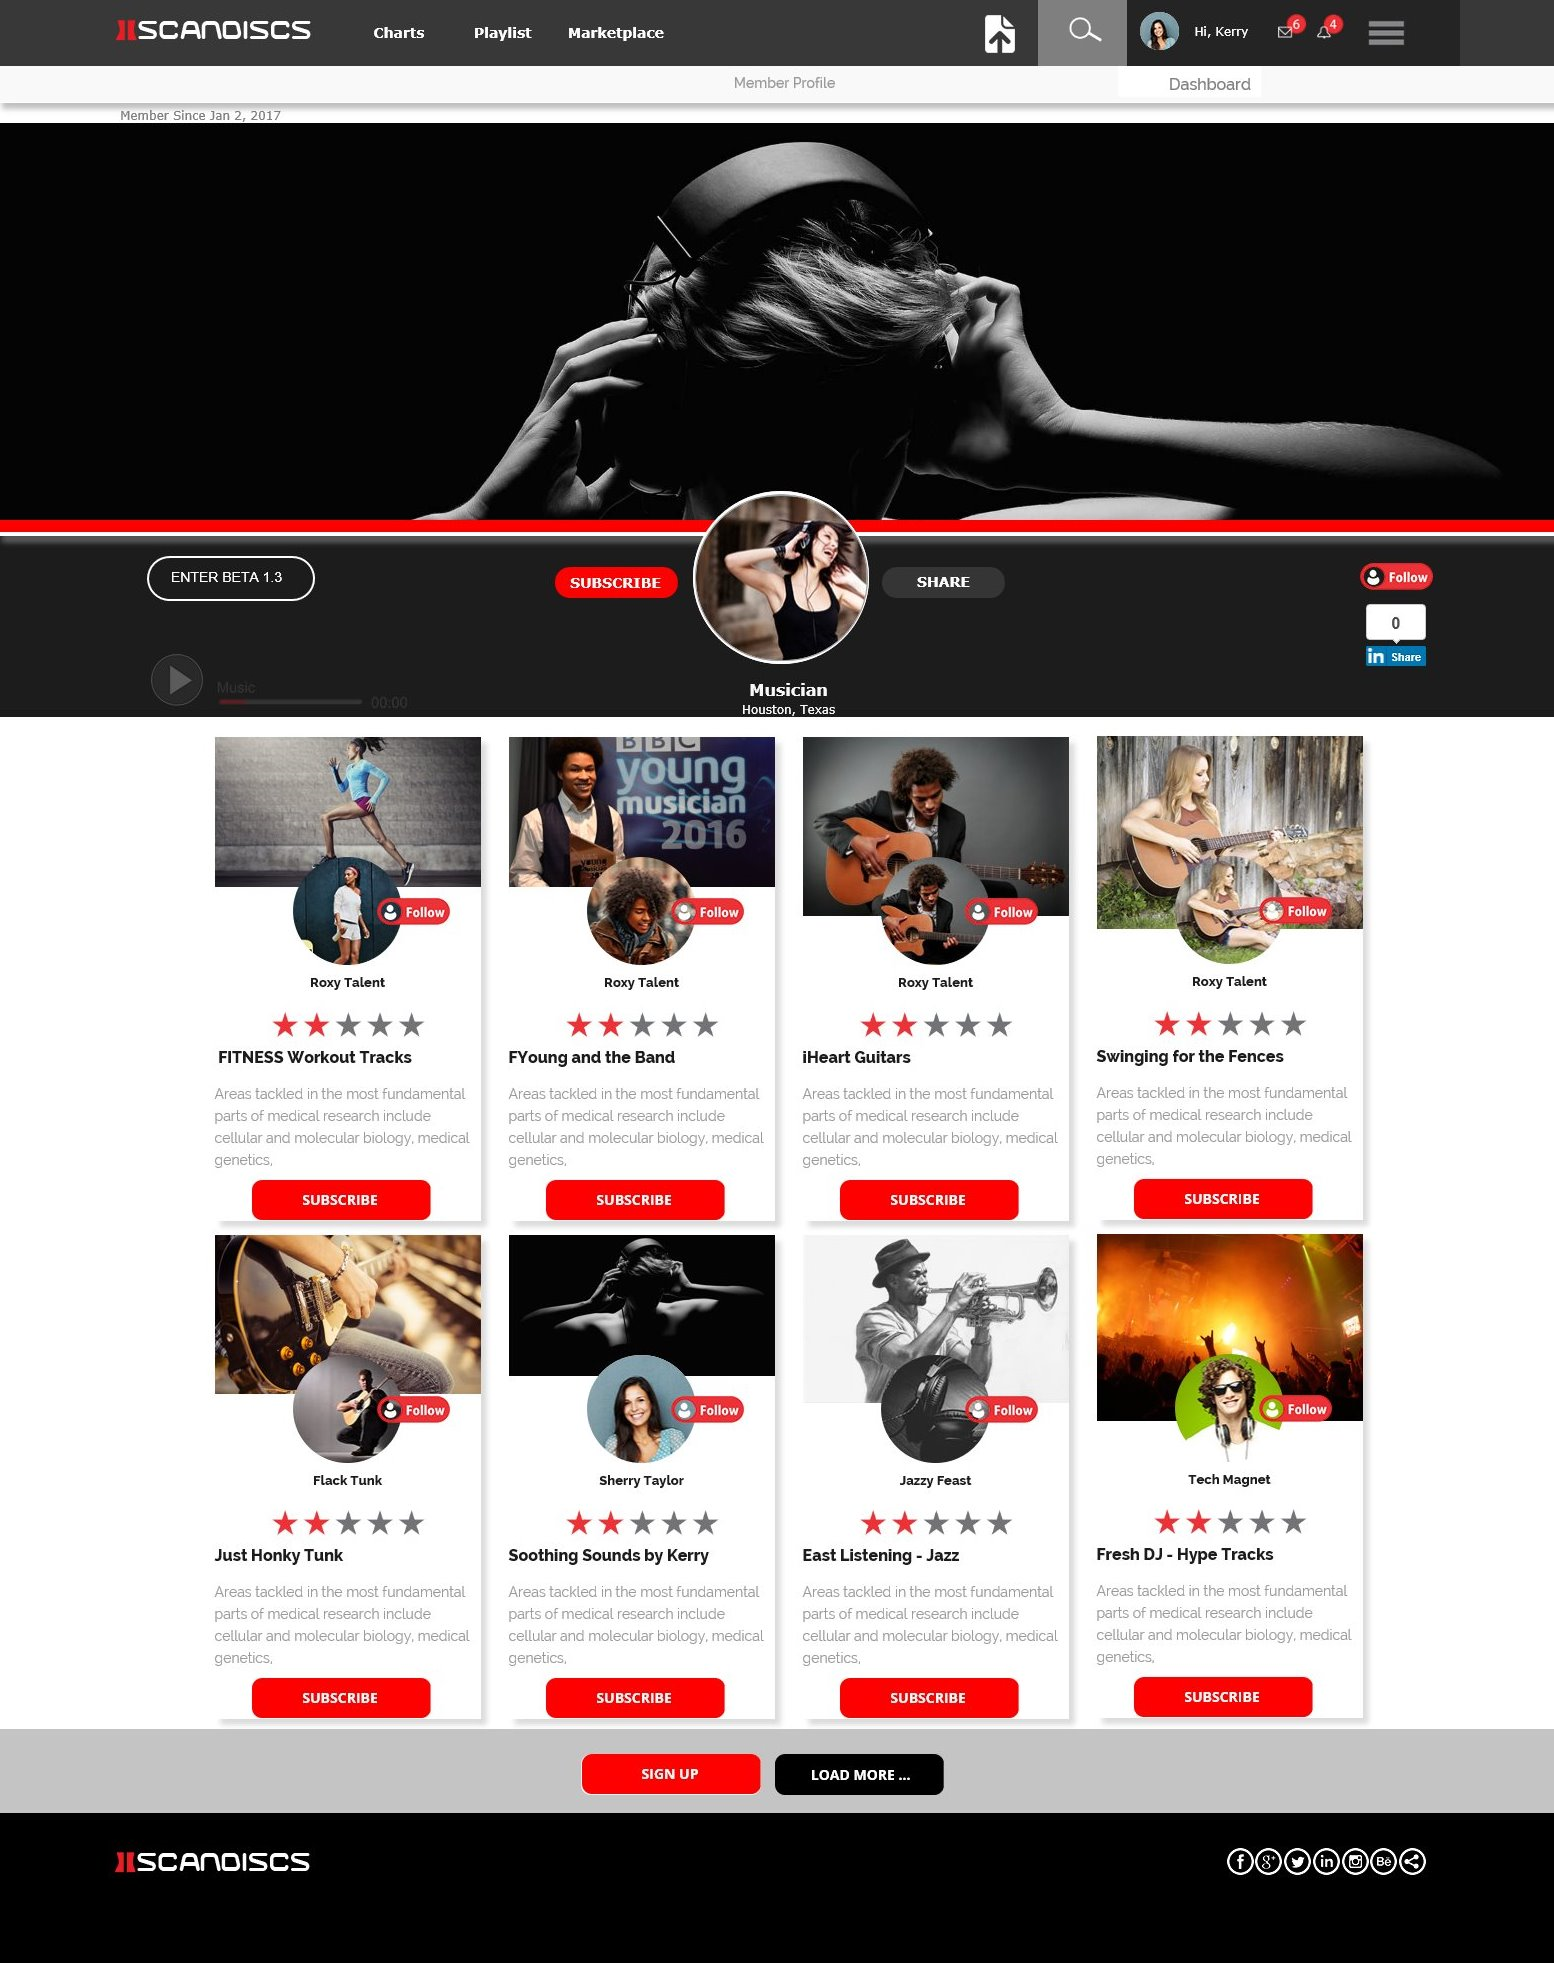 SCANDISCS
Charts Playlist Marketplace
Hi, Kerry 6 4
Member Profile Dashboard
Member Since Jan 2, 2017
ENTER BETA 1.3
SUBSCRIBE
SHARE
Follow
0
in Share
Music
00:00
Musician
Houston, Texas
BBC
young
musician
2016
YOUNG
Follow Follow Follow Follow
Roxy Talent Roxy Talent Roxy Talent Roxy Talent
FITNESS Workout Tracks
Areas tackled in the most fundamental
parts of medical research include
cellular and molecular biology, medical
genetics,
SUBSCRIBE
FYoung and the Band
Areas tackled in the most fundamental
parts of medical research include
cellular and molecular biology, medical
genetics,
SUBSCRIBE
iHeart Guitars
Areas tackled in the most fundamental
parts of medical research include
cellular and molecular biology, medical
genetics,
SUBSCRIBE
Swinging for the Fences
Areas tackled in the most fundamental
parts of medical research include
cellular and molecular biology, medical
genetics,
SUBSCRIBE
Follow
Flack Tunk
Just Honky Tunk
Areas tackled in the most fundamental
parts of medical research include
cellular and molecular biology, medical
genetics,
SUBSCRIBE
Follow
Sherry Taylor
Soothing Sounds by Kerry
Areas tackled in the most fundamental
parts of medical research include
cellular and molecular biology, medical
genetics,
SUBSCRIBE
Follow
Jazzy Feast
East Listening - Jazz
Areas tackled in the most fundamental
parts of medical research include
cellular and molecular biology, medical
genetics,
SUBSCRIBE
Follow
Tech Magnet
Fresh DJ - Hype Tracks
Areas tackled in the most fundamental
parts of medical research include
cellular and molecular biology, medical
genetics,
SUBSCRIBE
SIGN UP
LOAD MORE ...
SCANDISCS
f g+ in Bē